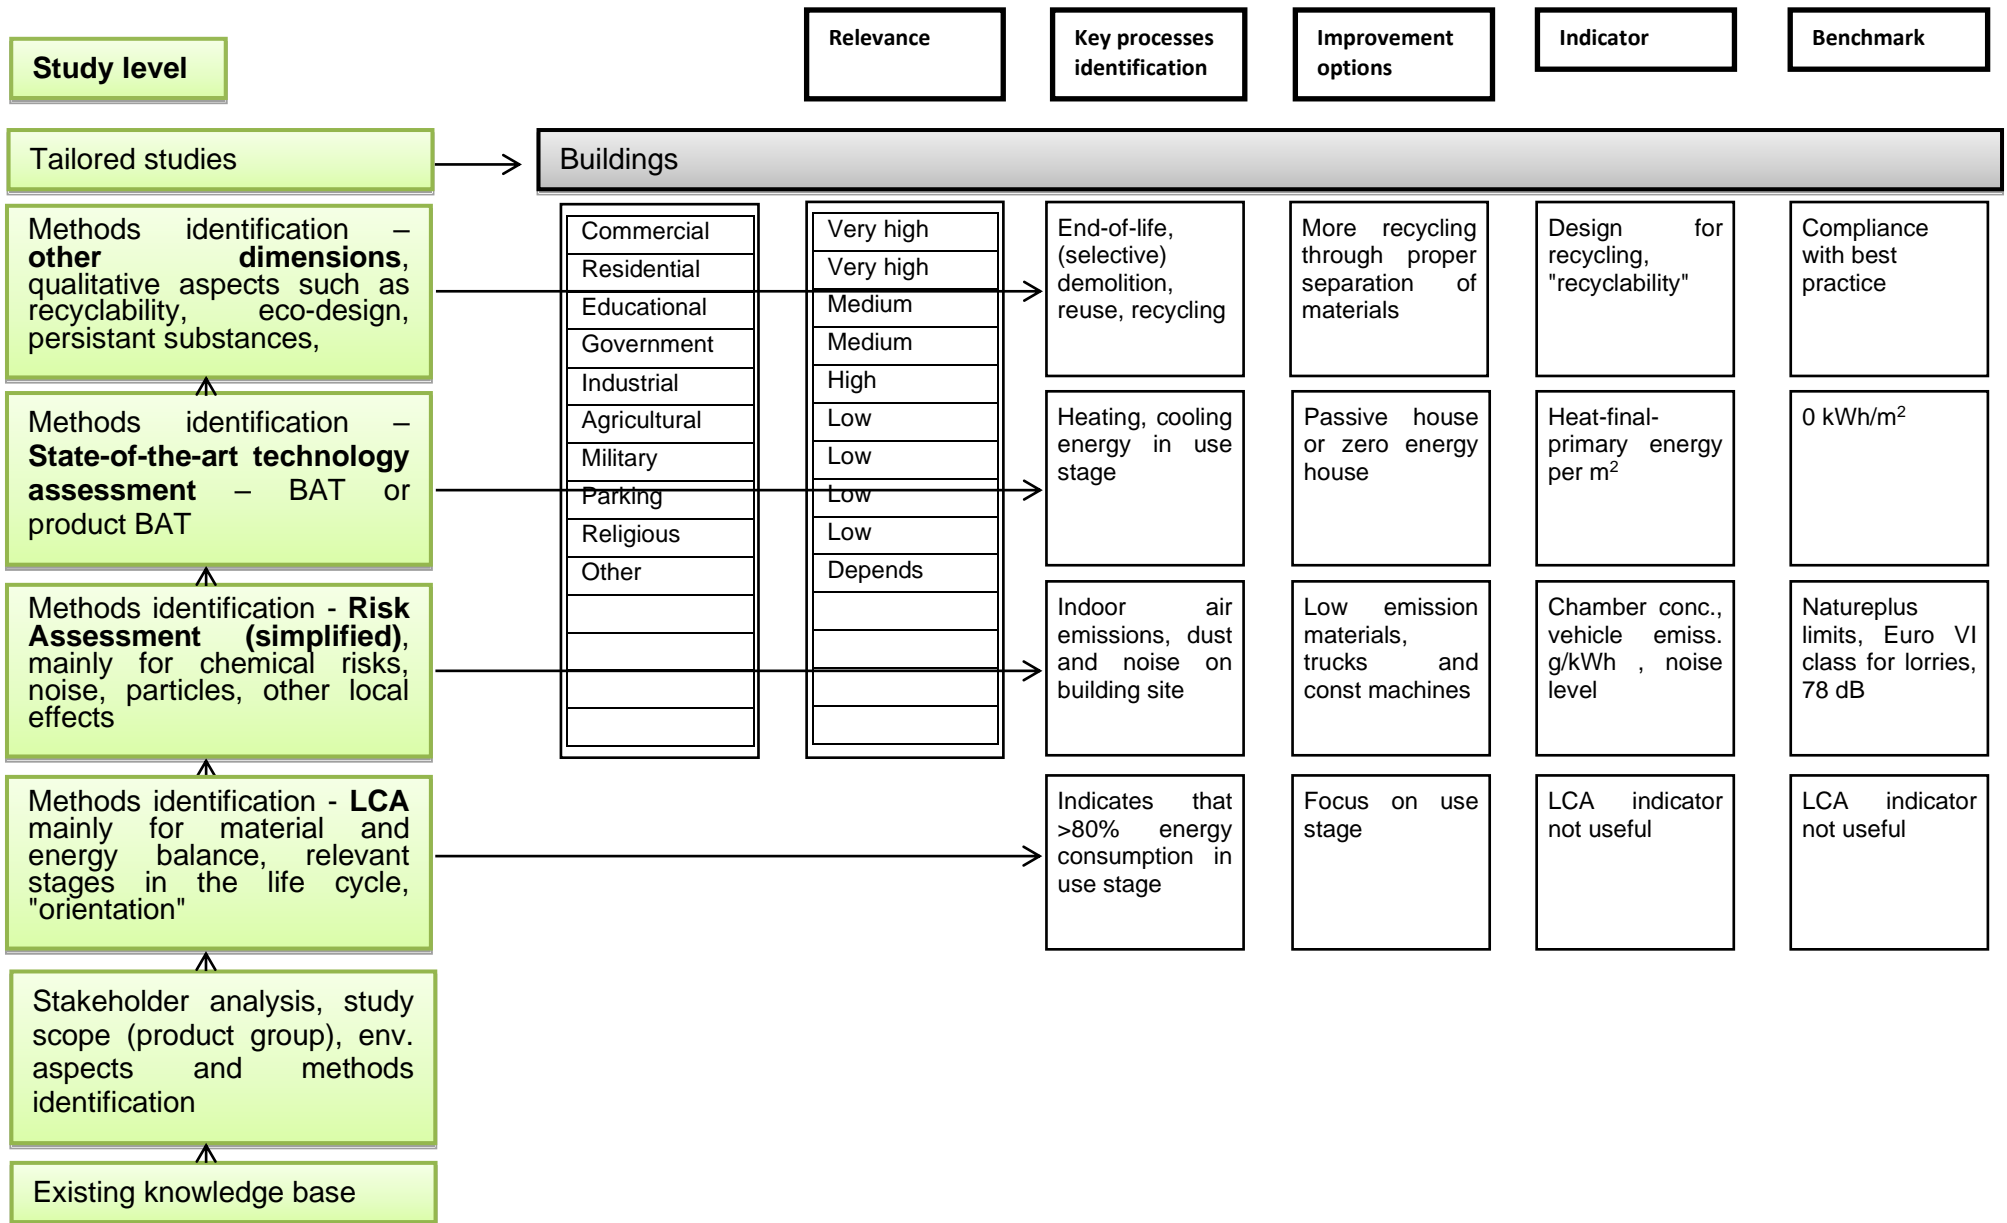 Study level
Relevance
Key processes
identification
Improvement
options
Indicator
Benchmark
Tailored studies
Buildings
Methods identification –
other dimensions,
qualitative aspects such as
recyclability, eco-design,
persistant substances,
Commercial
Residential
Educational
Government
Industrial
Agricultural
Military
Parking
Religious
Other
Very high
Very high
Medium
Medium
High
Low
Low
Low
Low
Depends
End-of-life,
(selective)
demolition,
reuse, recycling
More recycling
through proper
separation of
materials
Design for
recycling,
"recyclability"
Compliance
with best
practice
Methods identification –
State-of-the-art technology
assessment – BAT or
product BAT
Heating, cooling
energy in use
stage
Passive house
or zero energy
house
Heat-final-
primary energy
per m²
0 kWh/m²
Methods identification - Risk
Assessment (simplified),
mainly for chemical risks,
noise, particles, other local
effects
Indoor air
emissions, dust
and noise on
building site
Low emission
materials,
trucks and
const machines
Chamber conc.,
vehicle emiss.
g/kWh , noise
level
Natureplus
limits, Euro VI
class for lorries,
78 dB
Methods identification - LCA
mainly for material and
energy balance, relevant
stages in the life cycle,
"orientation"
Indicates that
>80% energy
consumption in
use stage
Focus on use
stage
LCA indicator
not useful
LCA indicator
not useful
Stakeholder analysis, study
scope (product group), env.
aspects and methods
identification
Existing knowledge base